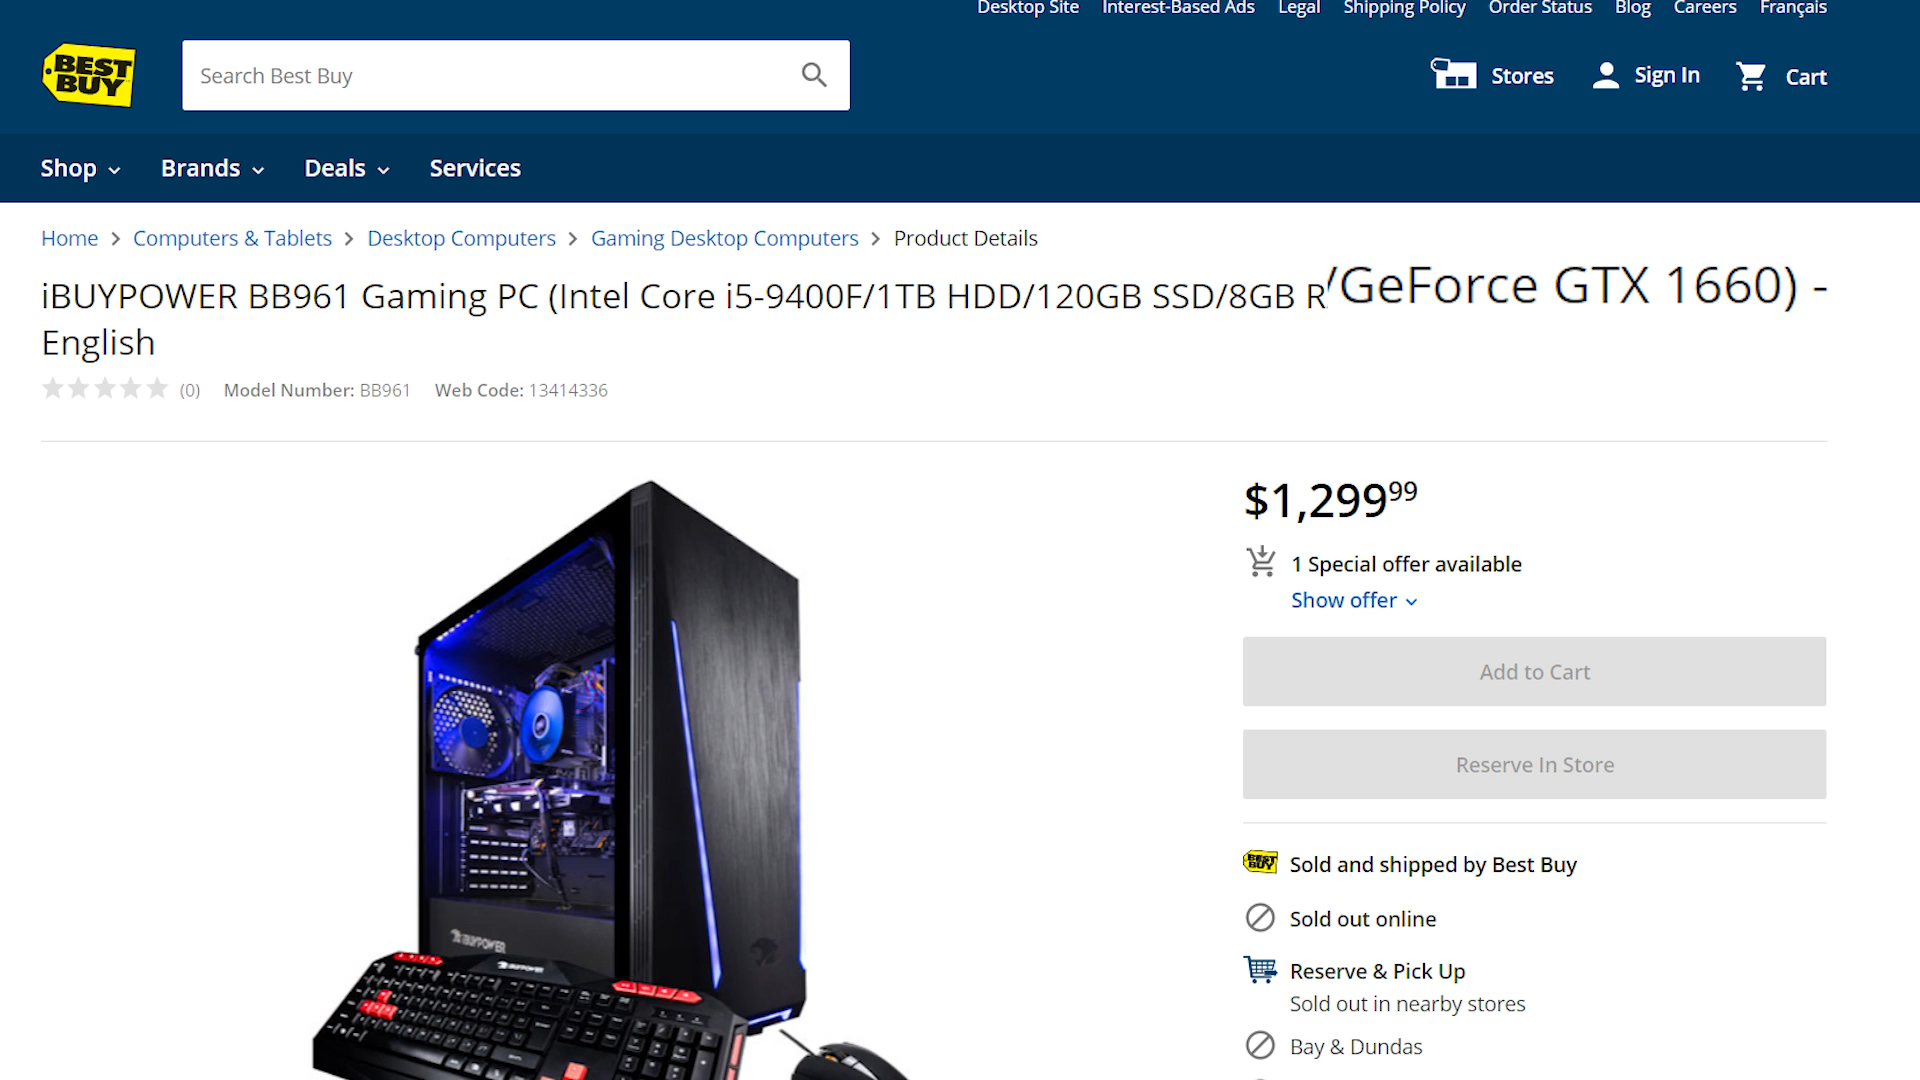 Desktop Site Interest-Based Ads Legal Shipping Policy Order Status Blog Careers Français
BEST BUY
Search Best Buy
Stores Sign In Cart
Shop Brands Deals Services
Home > Computers & Tablets > Desktop Computers > Gaming Desktop Computers > Product Details
iBUYPOWER BB961 Gaming PC (Intel Core i5-9400F/1TB HDD/120GB SSD/8GB R/GeForce GTX 1660) -
English
(0) Model Number: BB961 Web Code: 13414336
$1,29999
1 Special offer available
Show offer
Add to Cart
Reserve In Store
BEST BUY Sold and shipped by Best Buy
Sold out online
Reserve & Pick Up
Sold out in nearby stores
Bay & Dundas
iBUYPOWER
iBUYPOWER